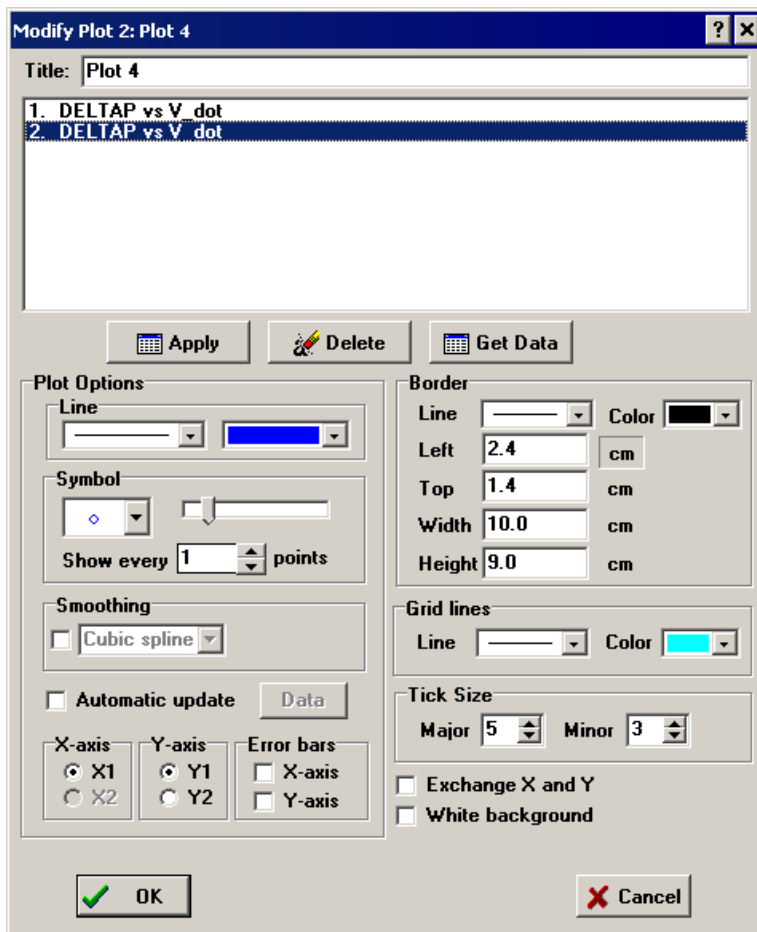 Modify Plot 2: Plot 4
Title: Plot 4
1. DELTAP vs V_dot
2. DELTAP vs V_dot
Apply Delete Get Data
Plot Options
Line
Symbol
Show every 1 points
Smoothing
Cubic spline
Automatic update Data
X-axis
X1
X2
Y-axis
Y1
Y2
Error bars
X-axis
Y-axis
Border
Line Color
Left 2.4 cm
Top 1.4 cm
Width 10.0 cm
Height 9.0 cm
Grid lines
Line Color
Tick Size
Major 5 Minor 3
Exchange X and Y
White background
OK Cancel